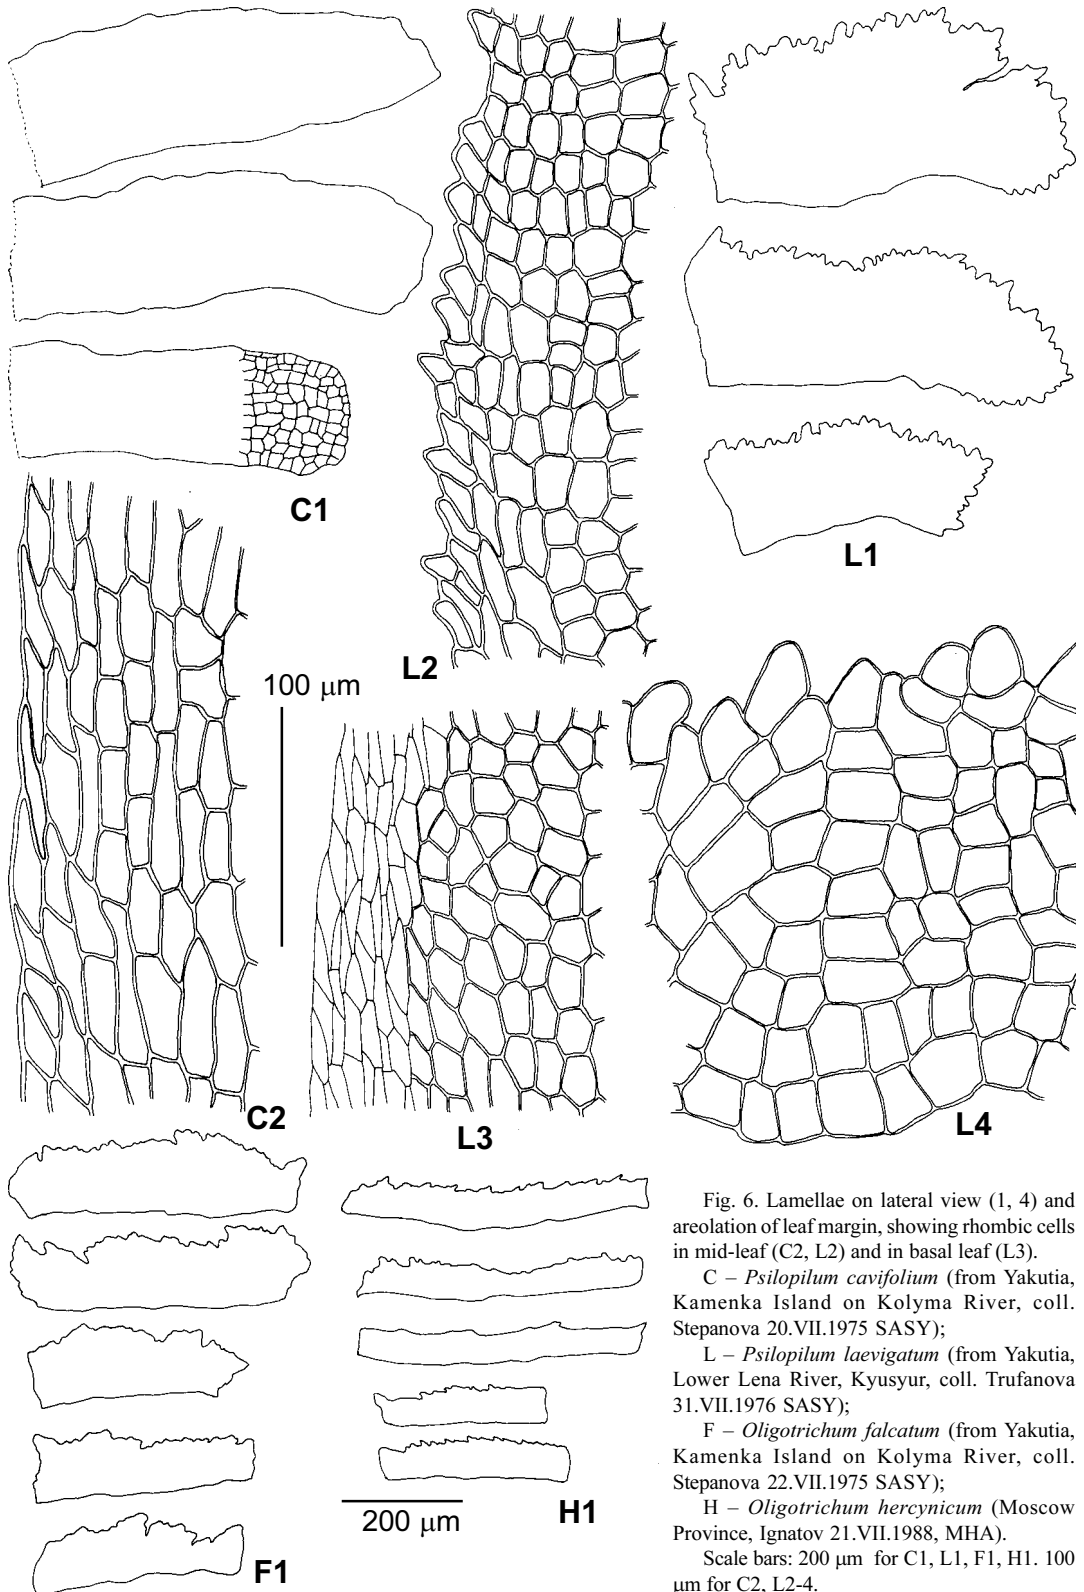 C1
L1
L2
100 µm
C2
L3
L4
F1
200 µm
H1
Fig. 6. Lamellae on lateral view (1, 4) and
areolation of leaf margin, showing rhombic cells
in mid-leaf (C2, L2) and in basal leaf (L3).
C – Psilopilum cavifolium (from Yakutia,
Kamenka Island on Kolyma River, coll.
Stepanova 20.VII.1975 SASY);
L – Psilopilum laevigatum (from Yakutia,
Lower Lena River, Kyusyur, coll. Trufanova
31.VII.1976 SASY);
F – Oligotrichum falcatum (from Yakutia,
Kamenka Island on Kolyma River, coll.
Stepanova 22.VII.1975 SASY);
H – Oligotrichum hercynicum (Moscow
Province, Ignatov 21.VII.1988, MHA).
Scale bars: 200 µm for C1, L1, F1, H1. 100
µm for C2, L2-4.